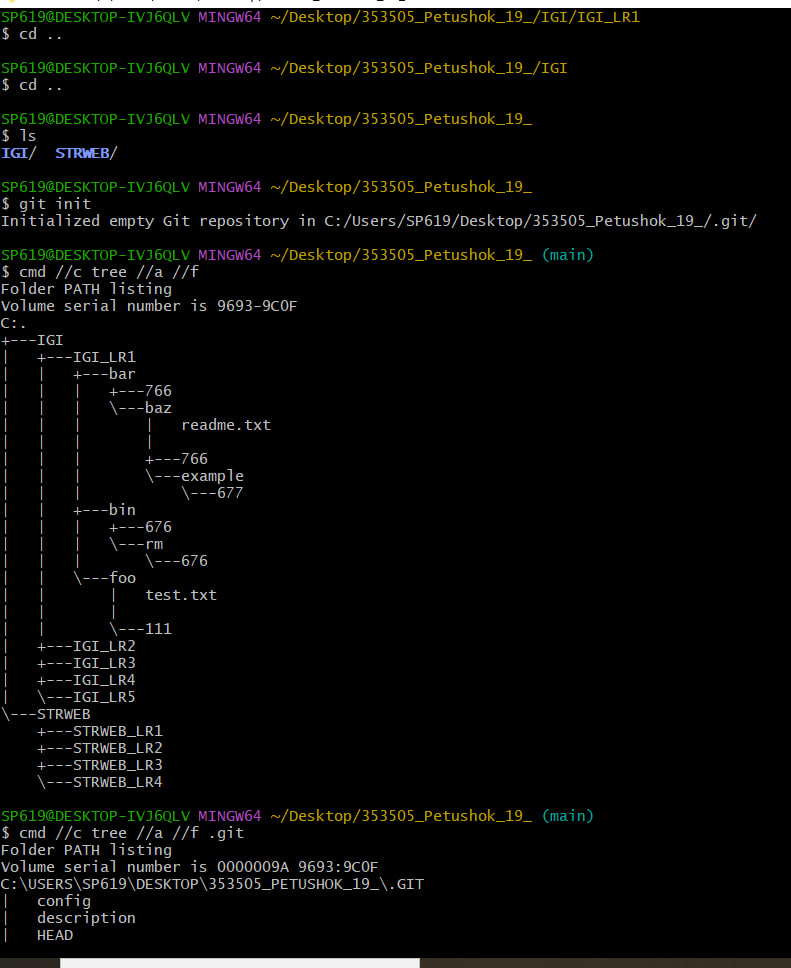 SP619@DESKTOP-IVJ6QLV MINGW64 ~/Desktop/353505_Petushok_19_/IGI/IGI_LR1
$ cd ..

SP619@DESKTOP-IVJ6QLV MINGW64 ~/Desktop/353505_Petushok_19_/IGI
$ cd ..

SP619@DESKTOP-IVJ6QLV MINGW64 ~/Desktop/353505_Petushok_19_
$ ls
IGI/  STRWEB/

SP619@DESKTOP-IVJ6QLV MINGW64 ~/Desktop/353505_Petushok_19_
$ git init
Initialized empty Git repository in C:/Users/SP619/Desktop/353505_Petushok_19_/.git/

SP619@DESKTOP-IVJ6QLV MINGW64 ~/Desktop/353505_Petushok_19_ (main)
$ cmd //c tree //a //f
Folder PATH listing
Volume serial number is 9693-9C0F
C:.
+---IGI
|   +---IGI_LR1
|   |   +---bar
|   |   |   +---766
|   |   |   \---baz
|   |   |       |   readme.txt
|   |   |       |
|   |   |       +---766
|   |   |       \---example
|   |   |           \---677
|   |   +---bin
|   |   |   +---676
|   |   |   \---rm
|   |   |       \---676
|   |   \---foo
|   |       |   test.txt
|   |       |
|   |       \---111
|   +---IGI_LR2
|   +---IGI_LR3
|   +---IGI_LR4
|   \---IGI_LR5
\---STRWEB
    +---STRWEB_LR1
    +---STRWEB_LR2
    +---STRWEB_LR3
    \---STRWEB_LR4

SP619@DESKTOP-IVJ6QLV MINGW64 ~/Desktop/353505_Petushok_19_ (main)
$ cmd //c tree //a //f .git
Folder PATH listing
Volume serial number is 0000009A 9693:9C0F
C:\USERS\SP619\DESKTOP\353505_PETUSHOK_19_\.GIT
|   config
|   description
|   HEAD